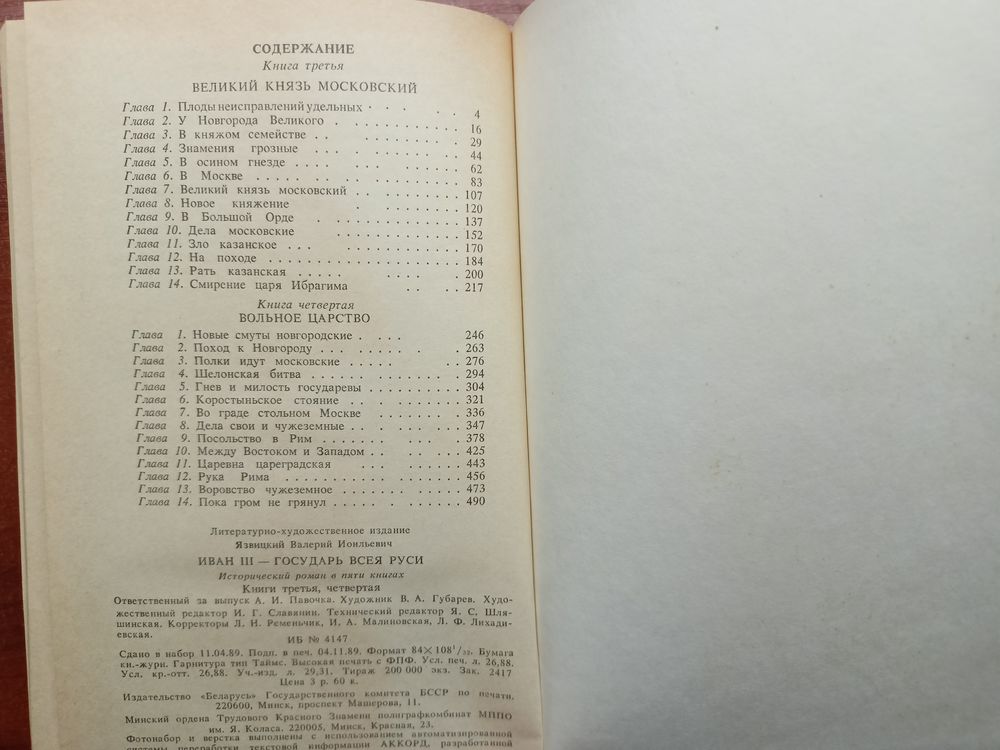 СОДЕРЖАНИЕ
Книга третья
ВЕЛИКИЙ КНЯЗЬ МОСКОВСКИЙ
Глава 1. Плоды неисправлений удельных . . . . . 4
Глава 2. У Новгорода Великого . . . . . . . . . 16
Глава 3. В княжом семействе . . . . . . . . . 29
Глава 4. Знамения грозные . . . . . . . . . 44
Глава 5. В осином гнезде . . . . . . . . . . 62
Глава 6. В Москве . . . . . . . . . . . 83
Глава 7. Великий князь московский . . . . . . . . 107
Глава 8. Новое княжение . . . . . . . . 120
Глава 9. В Большой Орде . . . . . . . . . 137
Глава 10. Дела московские . . . . . . . . . 152
Глава 11. Зло казанское . . . . . . . . . . 170
Глава 12. На походе . . . . . . . . . . . . 184
Глава 13. Рать казанская . . . . . . . . . 200
Глава 14. Смирение царя Ибрагима . . . . 217
Книга четвертая
ВОЛЬНОЕ ЦАРСТВО
Глава 1. Новые смуты новгородские . . . . 246
Глава 2. Поход к Новгороду . . . . . . . . . 263
Глава 3. Полки идут московские . . . . . . . . 276
Глава 4. Шелонская битва . . . . . . . . . . . 294
Глава 5. Гнев и милость государевы . . . . . . . . . 304
Глава 6. Коростыньское стояние . . . . . . . . . 321
Глава 7. Во граде стольном Москве . . . . . . . 336
Глава 8. Дела свои и чужеземные . . . . . . . . 347
Глава 9. Посольство в Рим . . . . . . . . . . . 378
Глава 10. Между Востоком и Западом . . . . . . 425
Глава 11. Царевна цареградская . . . . . . . 443
Глава 12. Рука Рима . . . . . . . . . . . . 456
Глава 13. Воровство чужеземное . . . . . . . . . . 473
Глава 14. Пока гром не грянул . . . . . . . . . . . 490
Литературно-художественное издание
Язвицкий Валерий Иоильевич
ИВАН III — ГОСУДАРЬ ВСЕЯ РУСИ
Исторический роман в пяти книгах
Книги третья, четвертая
Ответственный за выпуск А. И. Павочка. Художник В. А. Губарев. Худо-
жественный редактор И. Г. Славянин. Технический редактор Я. С. Шля-
шинская. Корректоры Л. Н. Ременьчик, И. А. Малиновская, Л. Ф. Лихади-
евская.
ИБ № 4147
Сдано в набор 11.04.89. Подп. в печ. 04.11.89. Формат 84×108¹/₃₂. Бумага
кн.-журн. Гарнитура тип Таймс. Высокая печать с ФПФ. Усл. печ. л. 26,88.
Усл. кр.-отт. 26,88. Уч.-изд. л. 29,31. Тираж 200 000 экз. Зак. 2417
Цена 3 р. 60 к.
Издательство «Беларусь» Государственного комитета БССР по печати.
220600, Минск, проспект Машерова, 11.
Минский ордена Трудового Красного Знамени полиграфкомбинат МППО
им. Я. Коласа. 220005, Минск, Красная, 23.
Фотонабор и верстка выполнены с использованием автоматизированной
системы переработки текстовой информации АККОРД, разработанной